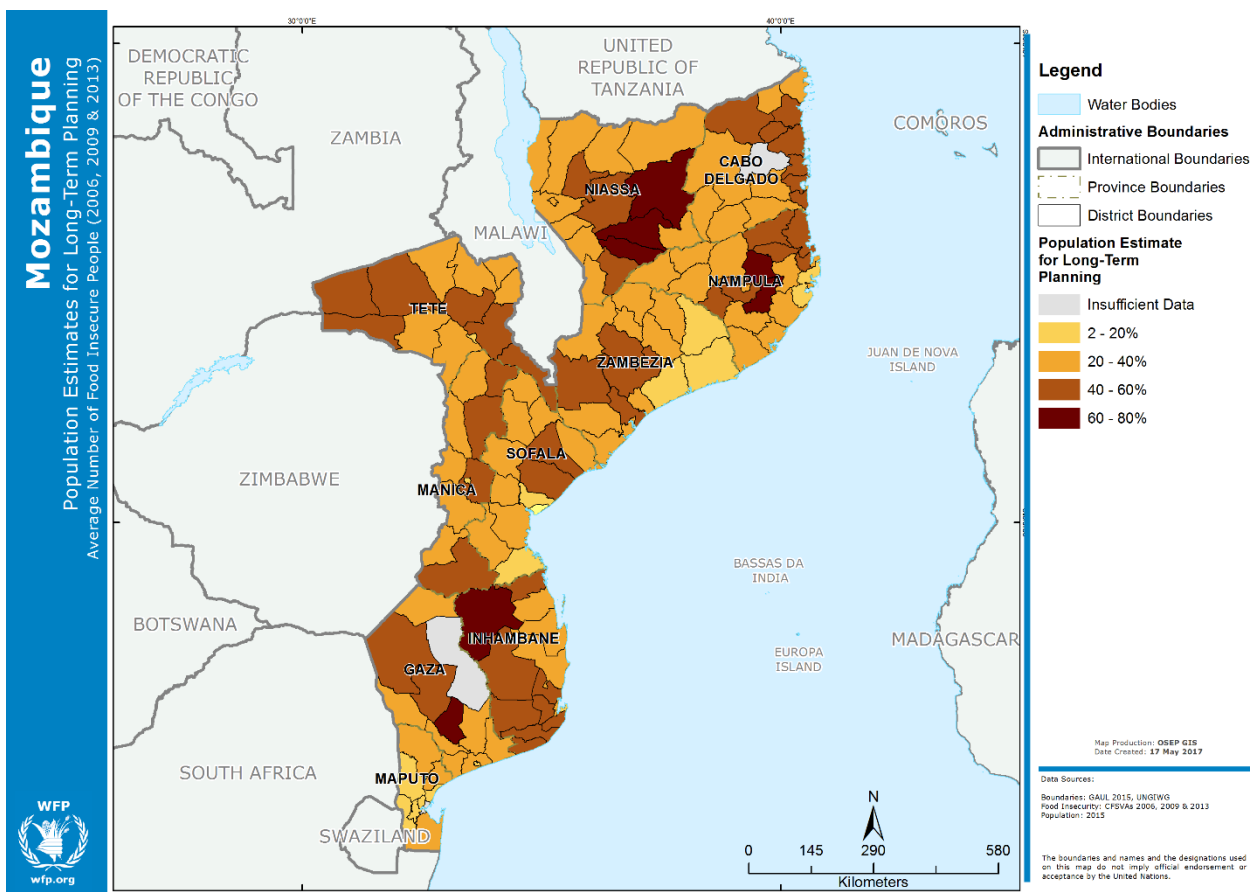 Mozambique
Population Estimates for Long-Term Planning
Average Number of Food Insecure People (2006, 2009 & 2013)
WFP
wfp.org
30°0'0"E
40°0'0"E
DEMOCRATIC
REPUBLIC
OF THE CONGO
UNITED
REPUBLIC OF
TANZANIA
ZAMBIA
COMOROS
MALAWI
CABO
DELGADO
NIASSA
NAMPULA
TETE
ZAMBEZIA
JUAN DE NOVA
ISLAND
SOFALA
ZIMBABWE
MANICA
BASSAS DA
INDIA
BOTSWANA
INHAMBANE
MADAGASCAR
EUROPA
ISLAND
GAZA
SOUTH AFRICA
MAPUTO
SWAZILAND
N
0 145 290 580
Kilometers
Legend
Water Bodies
Administrative Boundaries
International Boundaries
Province Boundaries
District Boundaries
Population Estimate
for Long-Term
Planning
Insufficient Data
2 - 20%
20 - 40%
40 - 60%
60 - 80%
Map Production: OSEP GIS
Date Created: 17 May 2017
Data Sources:
Boundaries: GAUL 2015, UNGIWG
Food Insecurity: CFSVAs 2006, 2009 & 2013
Population: 2015
The boundaries and names and the designations used
on this map do not imply official endorsement or
acceptance by the United Nations.